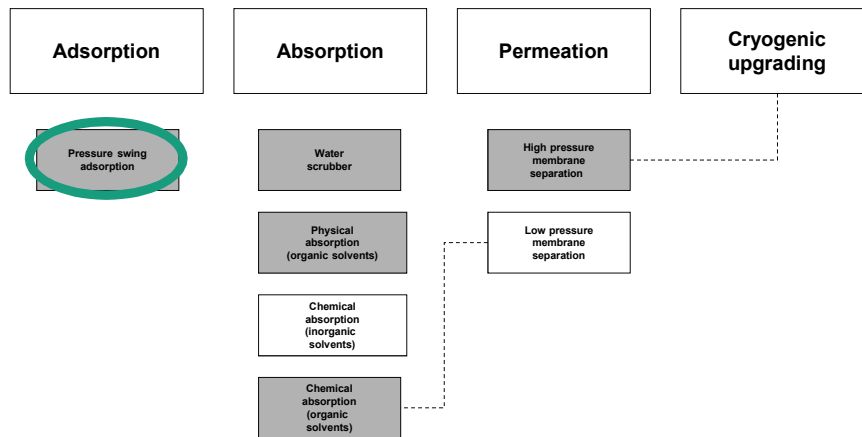 Adsorption
Absorption
Permeation
Cryogenic
upgrading
Pressure swing
adsorption
Water
scrubber
High pressure
membrane
separation
Physical
absorption
(organic solvents)
Low pressure
membrane
separation
Chemical
absorption
(inorganic
solvents)
Chemical
absorption
(organic
solvents)